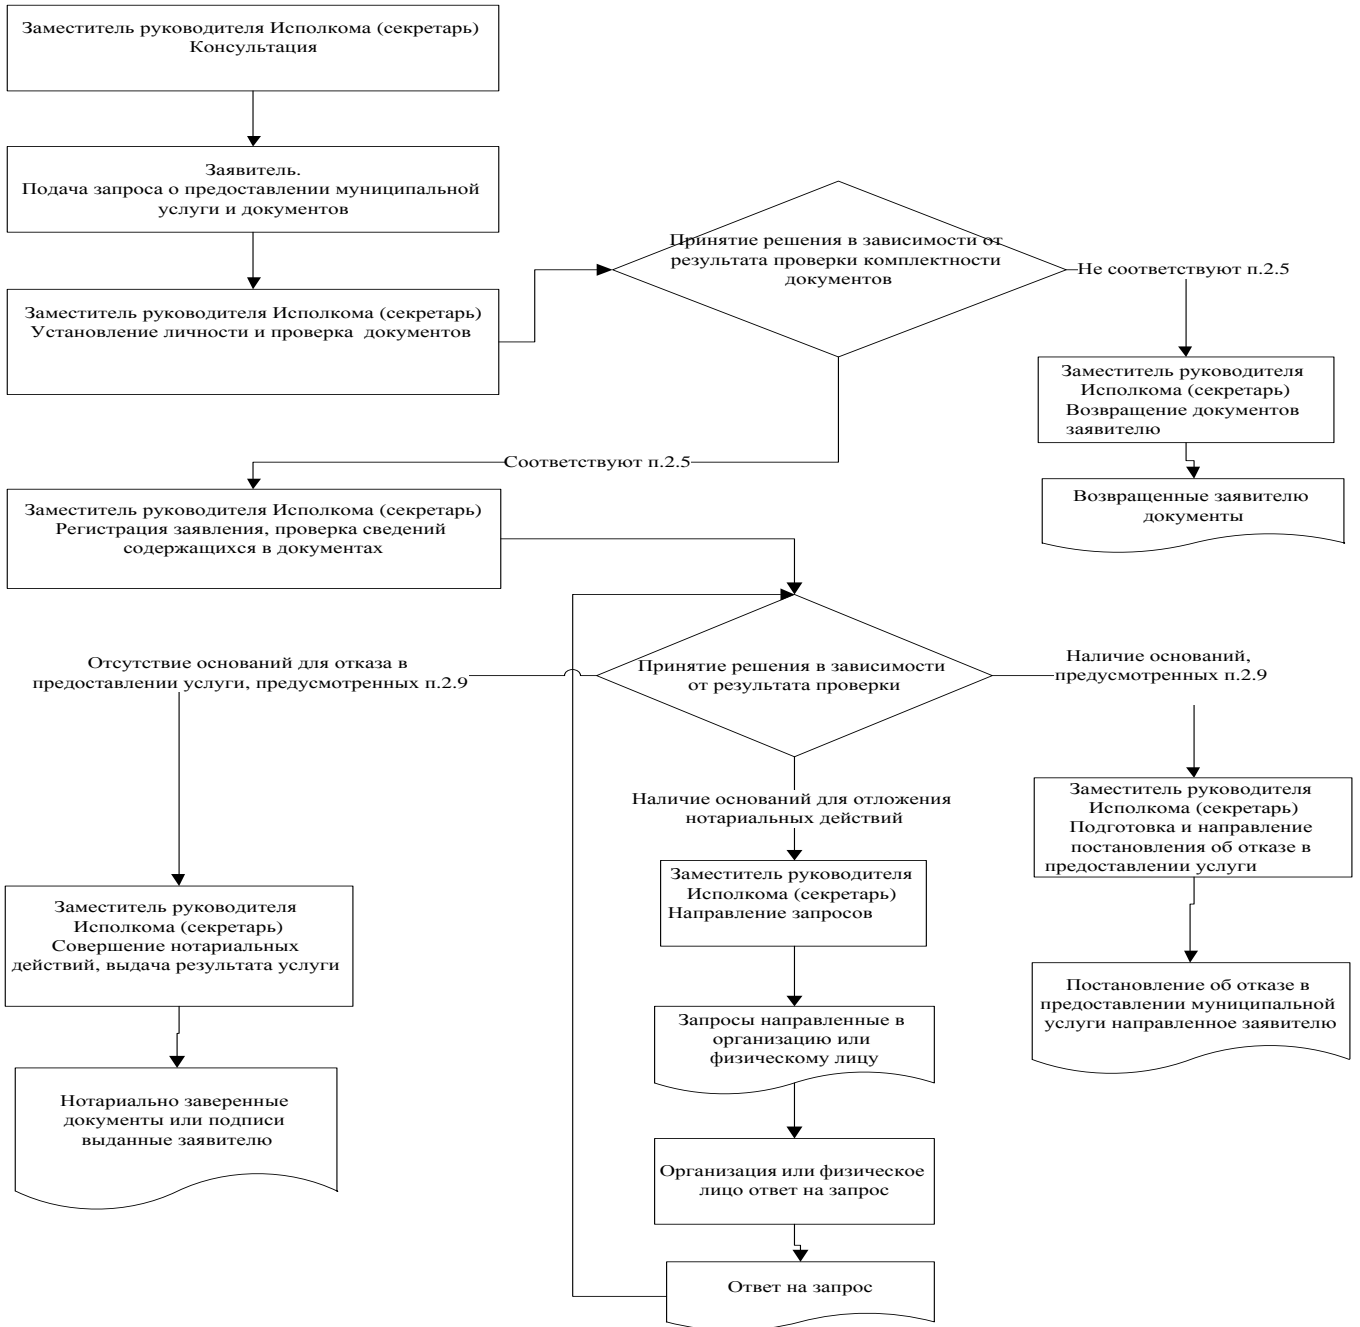 Заместитель руководителя Исполкома (секретарь)
Консультация
Заявитель.
Подача запроса о предоставлении муниципальной
услуги и документов
Заместитель руководителя Исполкома (секретарь)
Установление личности и проверка документов
Принятие решения в зависимости от
результата проверки комплектности
документов
Не соответствуют п.2.5
Заместитель руководителя
Исполкома (секретарь)
Возвращение документов
заявителю
Возвращенные заявителю
документы
Соответствуют п.2.5
Заместитель руководителя Исполкома (секретарь)
Регистрация заявления, проверка сведений
содержащихся в документах
Принятие решения в зависимости
от результата проверки
Отсутствие оснований для отказа в
предоставлении услуги, предусмотренных п.2.9
Наличие оснований,
предусмотренных п.2.9
Наличие оснований для отложения
нотариальных действий
Заместитель руководителя
Исполкома (секретарь)
Подготовка и направление
постановления об отказе в
предоставлении услуги
Заместитель руководителя
Исполкома (секретарь)
Направление запросов
Заместитель руководителя
Исполкома (секретарь)
Совершение нотариальных
действий, выдача результата услуги
Постановление об отказе в
предоставлении муниципальной
услуги направленное заявителю
Запросы направленные в
организацию или
физическому лицу
Нотариально заверенные
документы или подписи
выданные заявителю
Организация или физическое
лицо ответ на запрос
Ответ на запрос